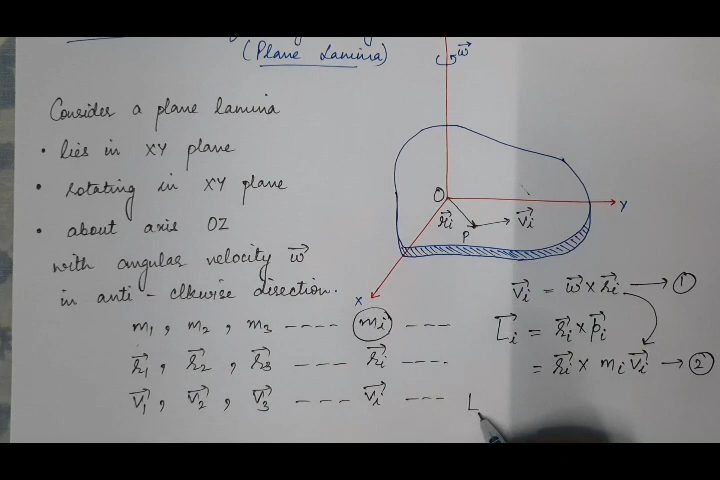 (Plane Lamina)
ω⃗
Consider a plane lamina
• lies in XY plane
• rotating in XY plane
• about axis OZ
with angular velocity ω⃗
in anti-clkwise direction.
O
Y
r⃗i
v⃗i
P
X
v⃗i = ω⃗ × r⃗i → ①
m1, m2, m3 ---- mi ---
L⃗i = r⃗i × p⃗i
r⃗1, r⃗2, r⃗3 ---- r⃗i ----
= r⃗i × mi v⃗i → ②
v⃗1, v⃗2, v⃗3 ---- v⃗i ---
L